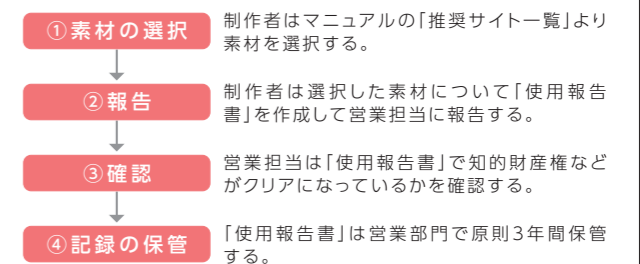 ①素材の選択
制作者はマニュアルの「推奨サイト一覧」より
素材を選択する。
②報告
制作者は選択した素材について「使用報告
書」を作成して営業担当に報告する。
③確認
営業担当は「使用報告書」で知的財産権など
がクリアになっているかを確認する。
④記録の保管
「使用報告書」は営業部門で原則3年間保管
する。